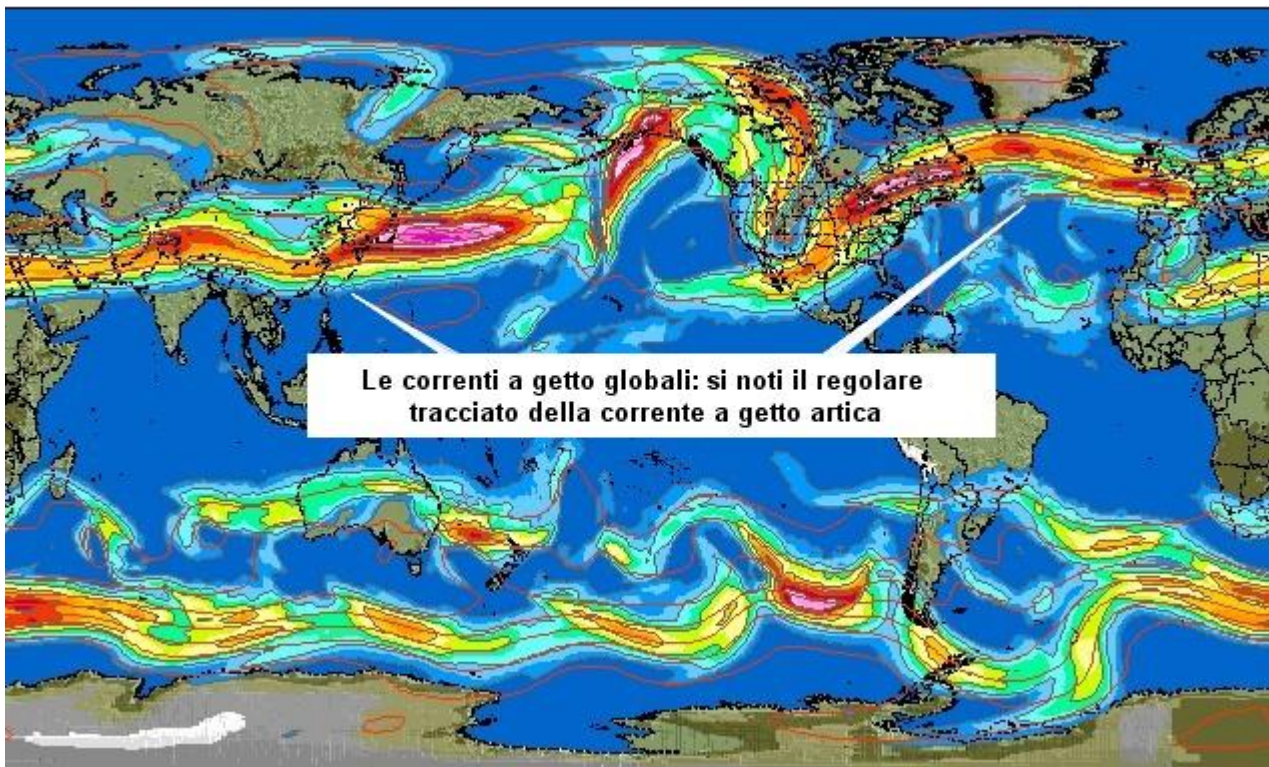 Le correnti a getto globali: si noti il regolare
tracciato della corrente a getto artica